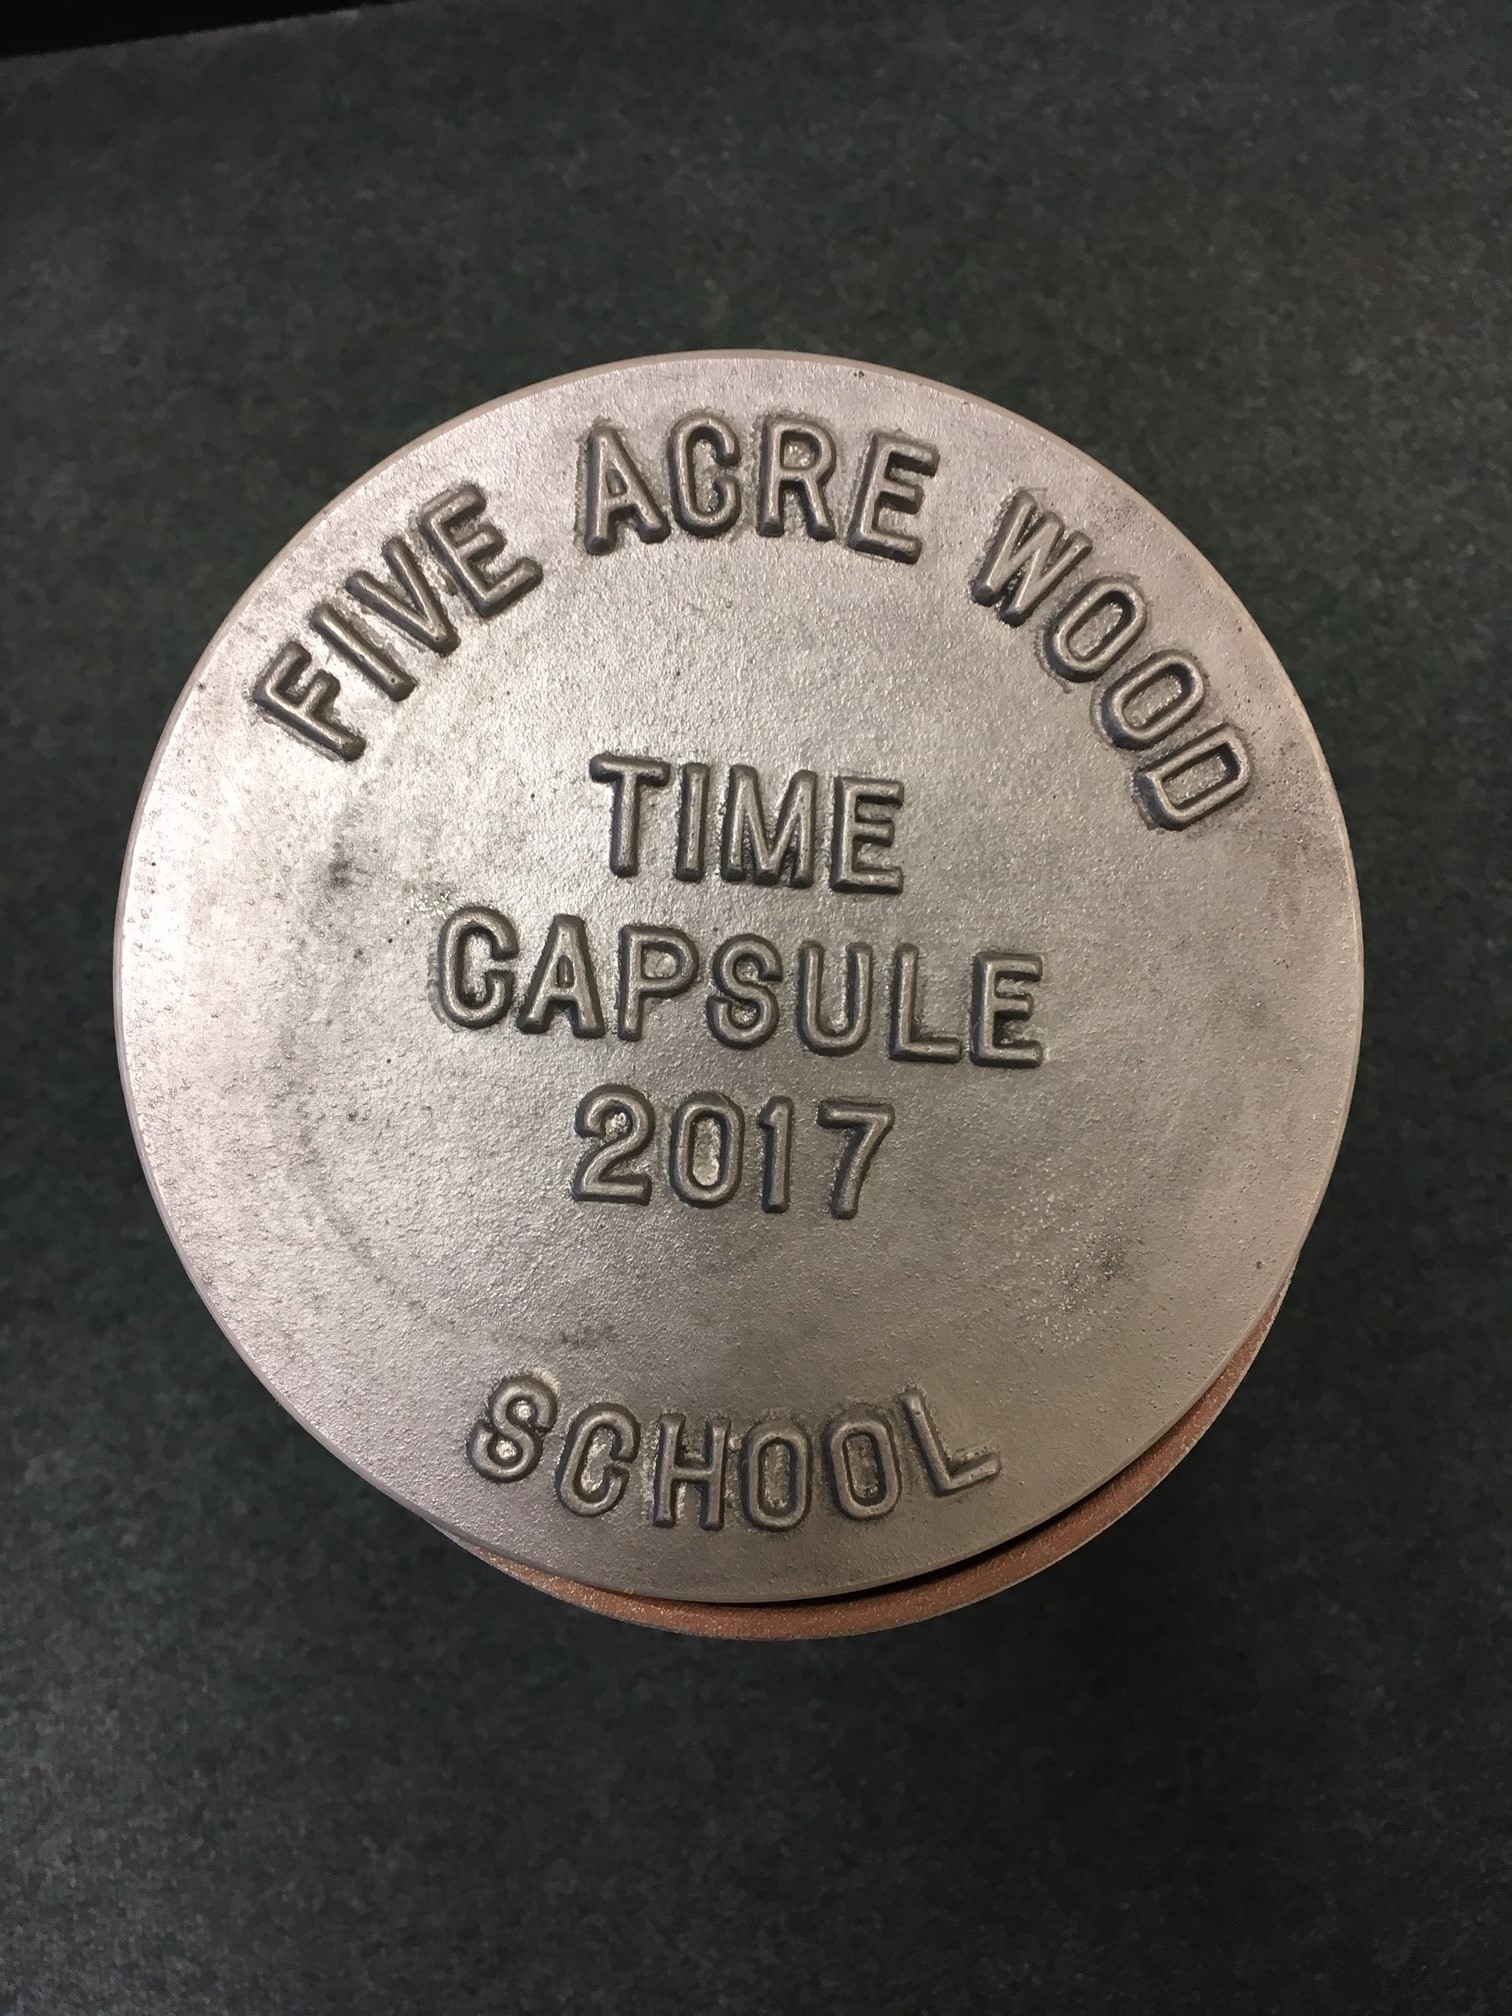 FIVE ACRE WOOD
TIME
CAPSULE
2017
SCHOOL